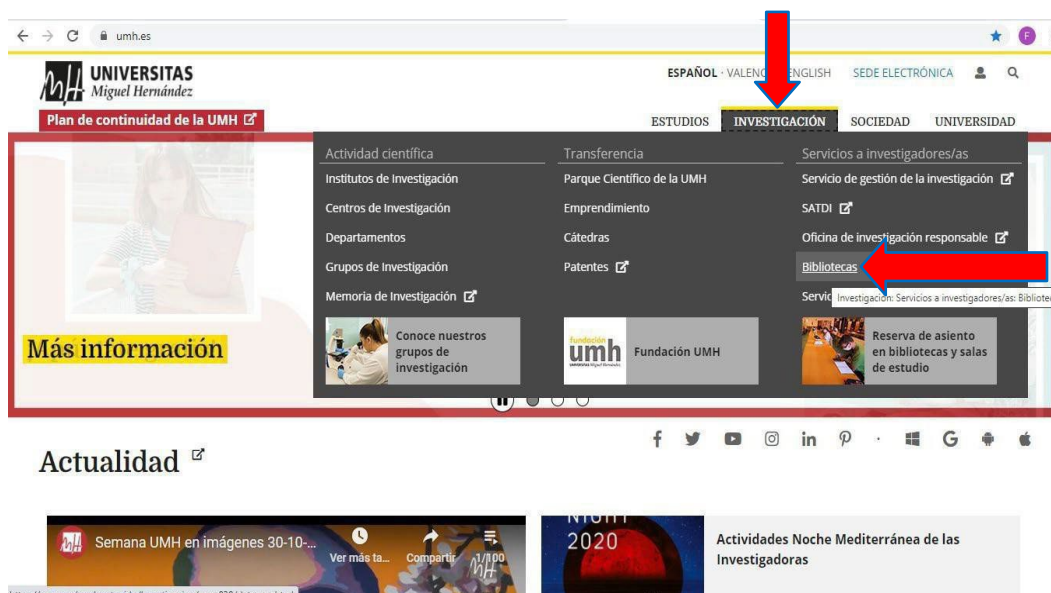 umh.es
F
UNIVERSITAS
Miguel Hernández
ESPAÑOL · ENGLISH SEDE ELECTRÓNICA
Plan de continuidad de la UMH
ESTUDIOS INVESTIGACIÓN SOCIEDAD UNIVERSIDAD
Actividad científica
Institutos de Investigación
Centros de Investigación
Departamentos
Grupos de Investigación
Memoria de Investigación
Conoce nuestros
grupos de
investigación
Transferencia
Parque Científico de la UMH
Emprendimiento
Cátedras
Patentes
fundación
umh
Fundación UMH
Servicios a investigadores/as
Servicio de gestión de la investigación
SATDI
Oficina de investigación responsable
Bibliotecas
Investigación: Servicios a investigadores/as:
Reserva de asiento
en bibliotecas y salas
de estudio
Más información
Actualidad
Semana UMH en imágenes 30-10-...
Ver más ta...
Compartir
1/100
NIGHT
2020
Actividades Noche Mediterránea de las
Investigadoras